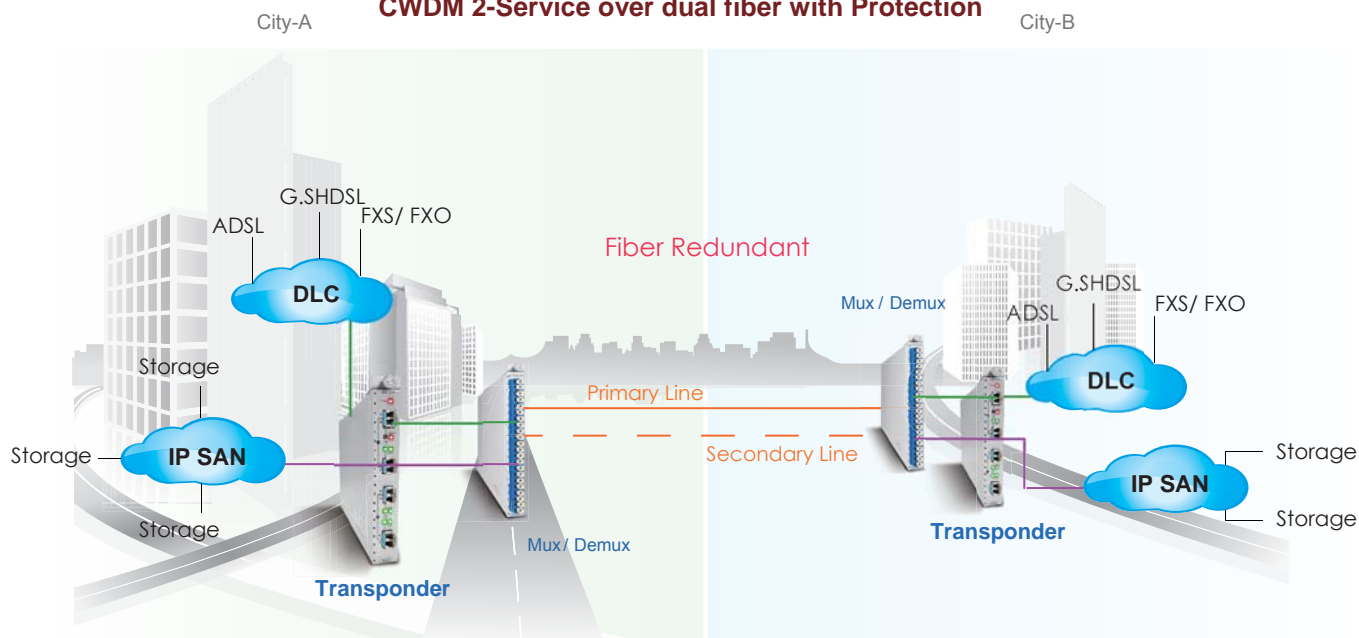 CWDM 2-Service over dual fiber with Protection
City-A
City-B
G.SHDSL
ADSL
FXS/ FXO
DLC
Fiber Redundant
Mux / Demux
G.SHDSL
ADSL
FXS/ FXO
DLC
Storage
Storage
IP SAN
Storage
Primary Line
Secondary Line
Storage
IP SAN
Storage
Transponder
Mux / Demux
Transponder